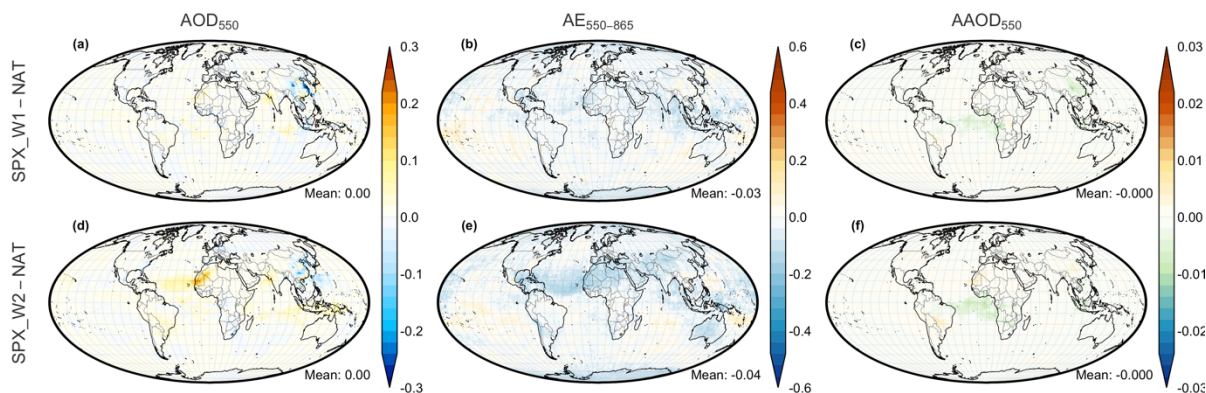 AOD₅₅₀
AE₅₅₀₋₈₆₅
AAOD₅₅₀
SPX_W1 – NAT
(a)
Mean: 0.00
0.3
0.2
0.1
0.0
-0.1
-0.2
-0.3
(b)
Mean: -0.03
0.6
0.4
0.2
0.0
-0.2
-0.4
-0.6
(c)
Mean: -0.000
0.03
0.02
0.01
0.00
-0.01
-0.02
-0.03
SPX_W2 – NAT
(d)
Mean: 0.00
(e)
Mean: -0.04
(f)
Mean: -0.000